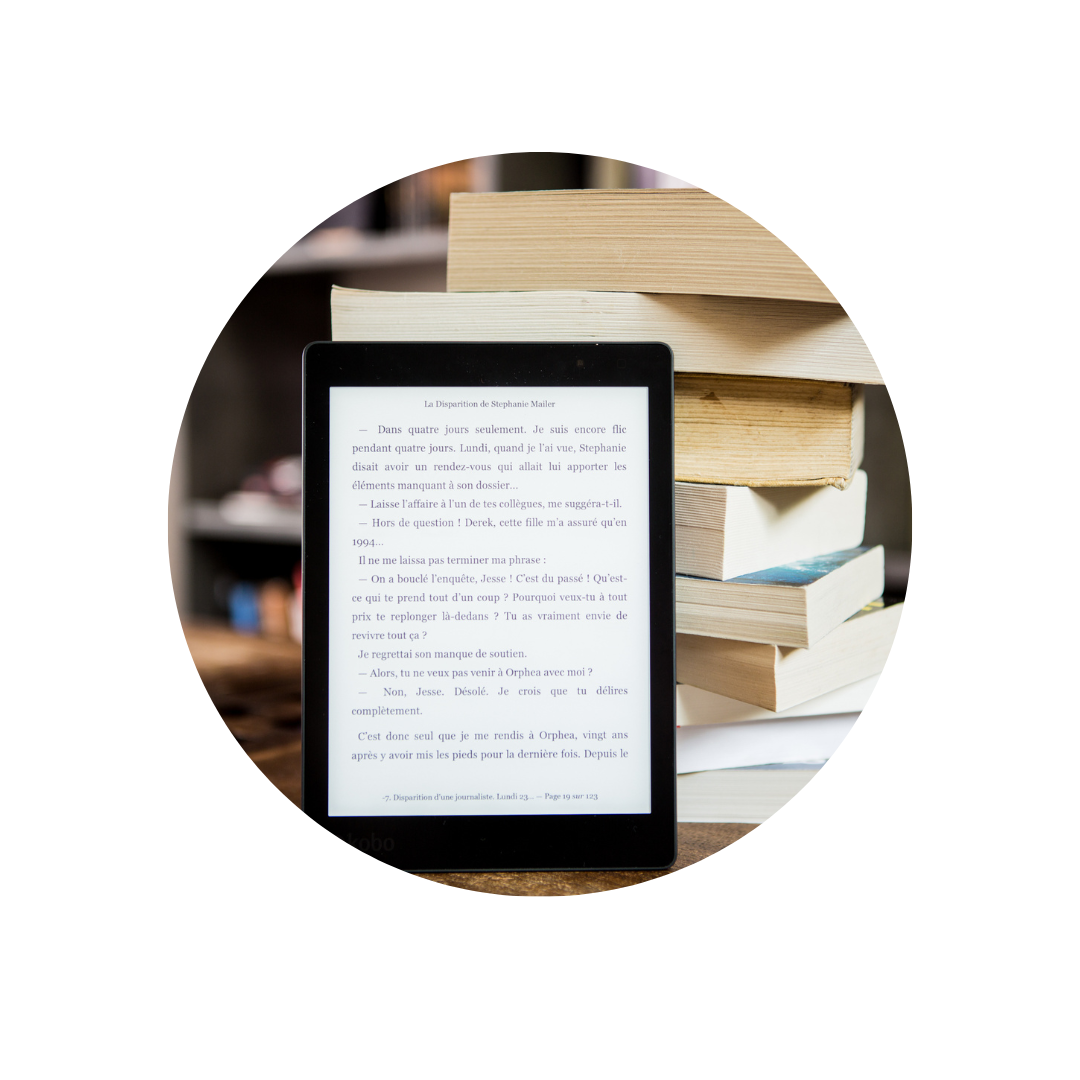 La Disparition de Stephanie Mailer
— Dans quatre jours seulement. Je suis encore flic
pendant quatre jours. Lundi, quand je l'ai vue, Stephanie
disait avoir un rendez-vous qui allait lui apporter les
éléments manquant à son dossier...
— Laisse l'affaire à l'un de tes collègues, me suggéra-t-il.
— Hors de question ! Derek, cette fille m'a assuré qu'en
1994...
Il ne me laissa pas terminer ma phrase :
— On a bouclé l'enquête, Jesse ! C'est du passé ! Qu'est-
ce qui te prend tout d'un coup ? Pourquoi veux-tu à tout
prix te replonger là-dedans ? Tu as vraiment envie de
revivre tout ça ?
Je regrettai son manque de soutien.
— Alors, tu ne veux pas venir à Orphea avec moi ?
— Non, Jesse. Désolé. Je crois que tu délires
complètement.
C'est donc seul que je me rendis à Orphea, vingt ans
après y avoir mis les pieds pour la dernière fois. Depuis le
-7. Disparition d'une journaliste. Lundi 23... — Page 19 sur 123
kobo